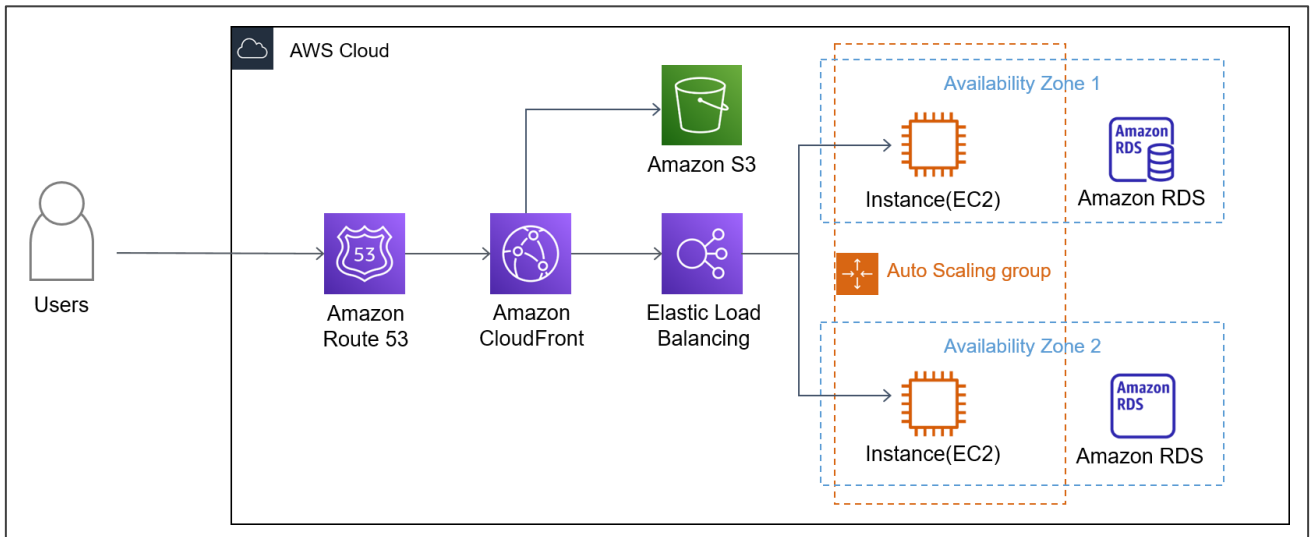 AWS Cloud
Availability Zone 1
Amazon
RDS
Amazon S3
Instance(EC2)
Amazon RDS
53
Users
Amazon
Route 53
Amazon
CloudFront
Elastic Load
Balancing
Auto Scaling group
Availability Zone 2
Amazon
RDS
Instance(EC2)
Amazon RDS